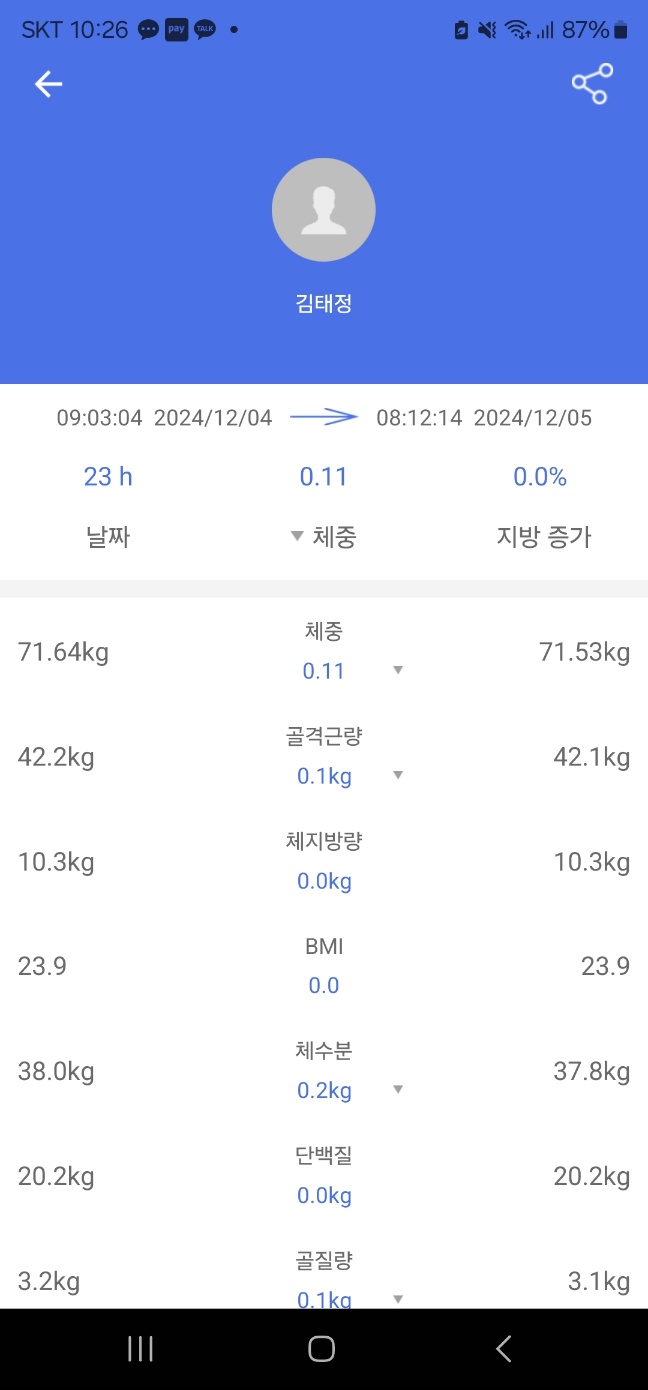 SKT 10:26 pay TALK 87%
김태정
09:03:04 2024/12/04 08:12:14 2024/12/05
23 h 0.11 0.0%
날짜 ▼ 체중 지방 증가
체중
71.64kg 0.11 ▼ 71.53kg
골격근량
42.2kg 0.1kg ▼ 42.1kg
체지방량
10.3kg 0.0kg 10.3kg
BMI
23.9 0.0 23.9
체수분
38.0kg 0.2kg ▼ 37.8kg
단백질
20.2kg 0.0kg 20.2kg
골질량
3.2kg 0.1kg ▼ 3.1kg